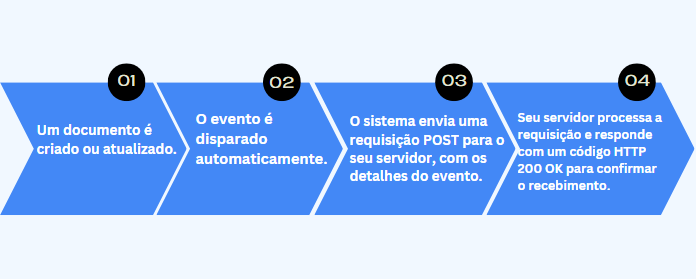 01
Um documento é
criado ou atualizado.
02
O evento é
disparado
automaticamente.
03
O sistema envia uma
requisição POST para o
seu servidor, com os
detalhes do evento.
04
Seu servidor processa a
requisição e responde
com um código HTTP
200 OK para confirmar
o recebimento.